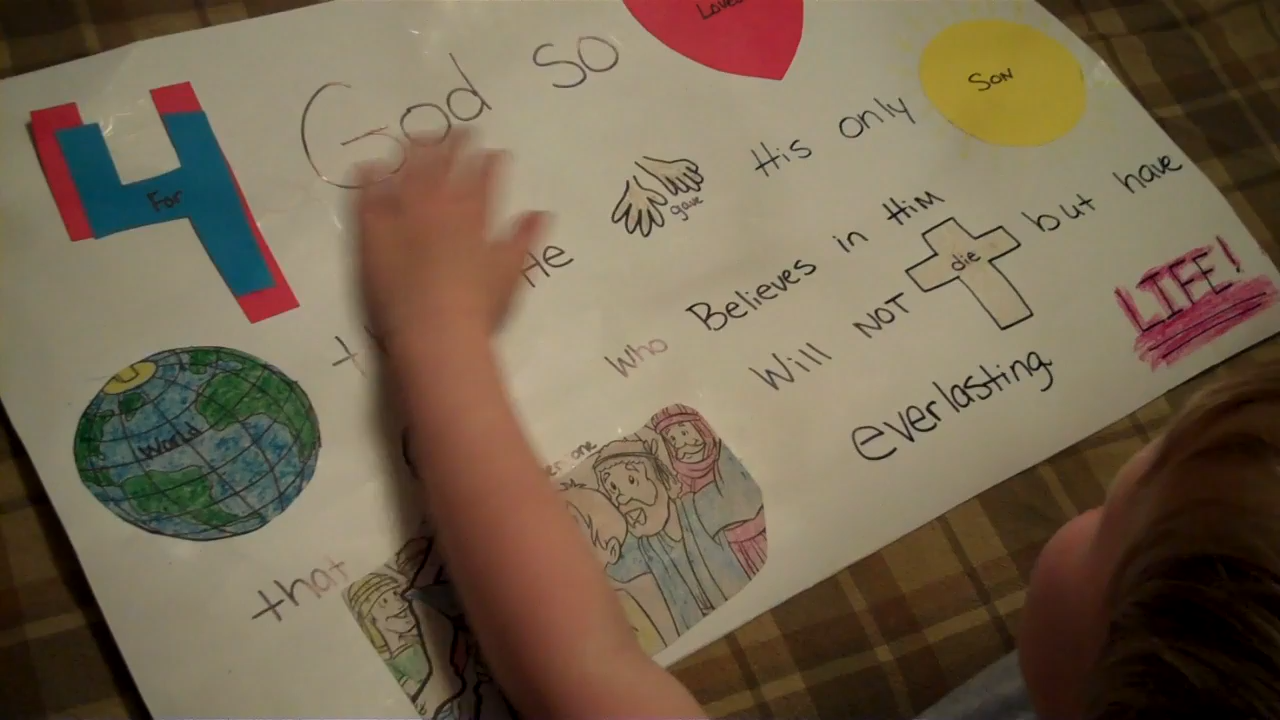 4 For God so Loved
World He gave His only Son
that Who Believes in HiM
Will NOT die but have
everlasting LIFE!